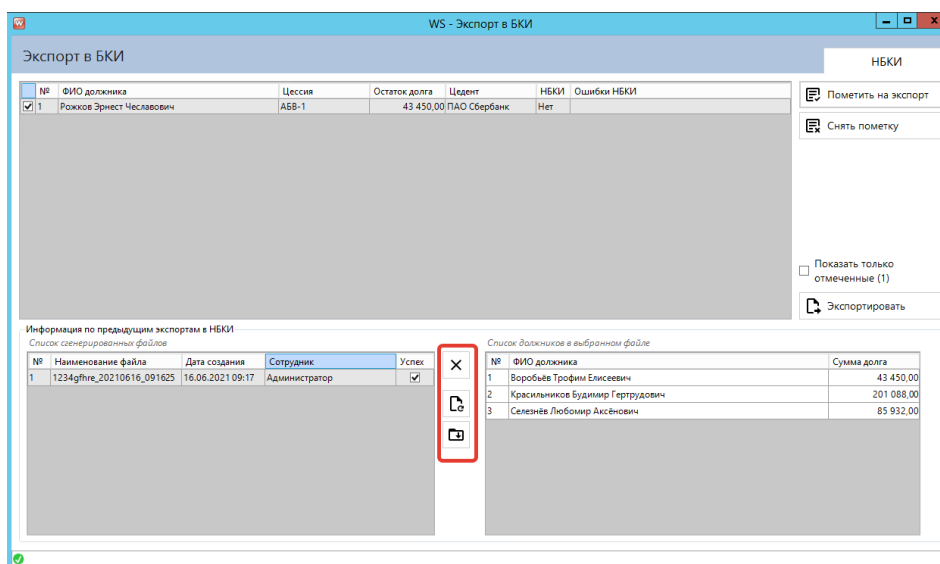 WS - Экспорт в БКИ
Экспорт в БКИ
НБКИ
№ ФИО должника Цессия Остаток долга Цедент НБКИ Ошибки НБКИ
1 Рожков Эрнест Чеславович АБВ-1 43 450,00 ПАО Сбербанк Нет
Пометить на экспорт
Снять пометку
Показать только
отмеченные (1)
Экспортировать
Информация по предыдущим экспортам в НБКИ
Список сгенерированных файлов
№ Наименование файла Дата создания Сотрудник Успех
1 1234gfhre_20210616_091625 16.06.2021 09:17 Администратор
Список должников в выбранном файле
№ ФИО должника Сумма долга
1 Воробьёв Трофим Елисеевич 43 450,00
2 Красильников Будимир Гертрудович 201 088,00
3 Селезнёв Любомир Аксёнович 85 932,00